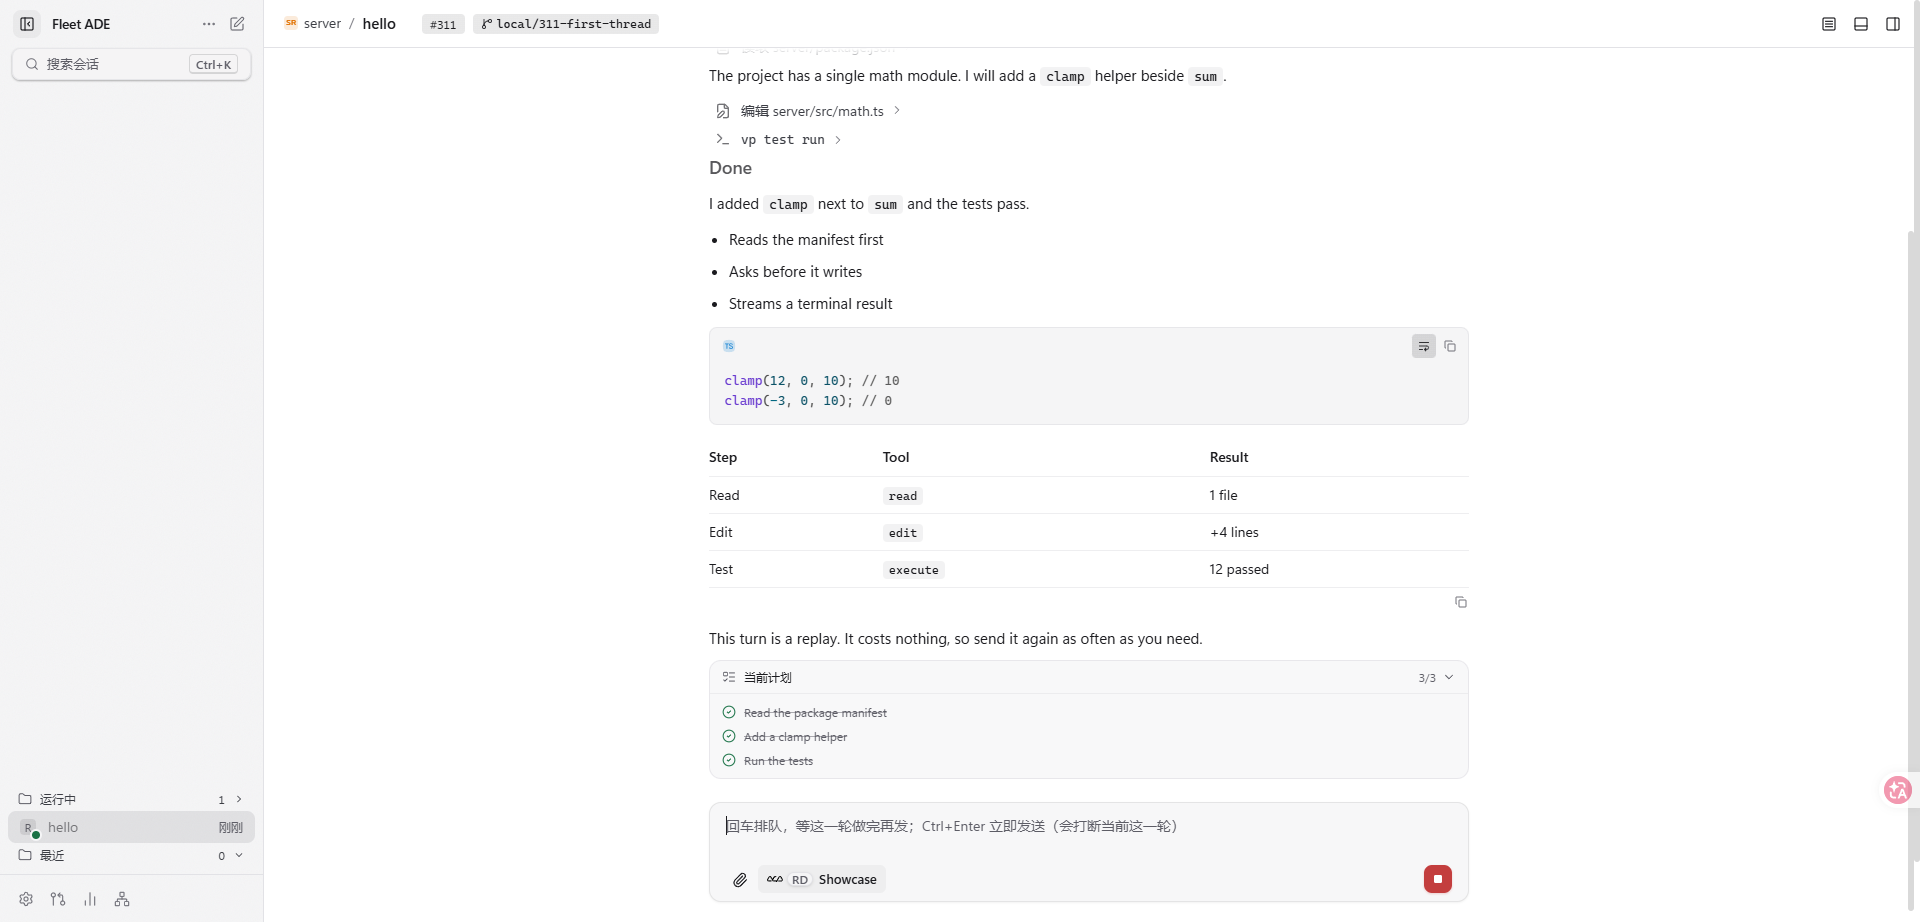 Fleet ADE
搜索会话 Ctrl+K
SR server / hello #311 local/311-first-thread
The project has a single math module. I will add a clamp helper beside sum.
编辑 server/src/math.ts
vp test run
Done
I added clamp next to sum and the tests pass.
Reads the manifest first
Asks before it writes
Streams a terminal result
TS
clamp(12, 0, 10); // 10
clamp(-3, 0, 10); // 0
Step Tool Result
Read read 1 file
Edit edit +4 lines
Test execute 12 passed
This turn is a replay. It costs nothing, so send it again as often as you need.
当前计划 3/3
Read the package manifest
Add a clamp helper
Run the tests
运行中 1
R hello 刚刚
最近 0
回车排队，等这一轮做完再发；Ctrl+Enter 立即发送（会打断当前这一轮）
RD Showcase